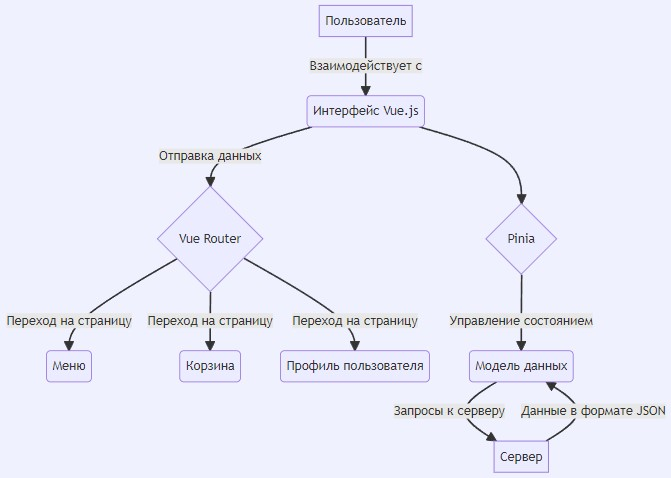 Пользователь
Взаимодействует с
Интерфейс Vue.js
Отправка данных
Vue Router
Pinia
Переход на страницу
Переход на страницу
Переход на страницу
Управление состоянием
Меню
Корзина
Профиль пользователя
Модель данных
Запросы к серверу
Данные в формате JSON
Сервер